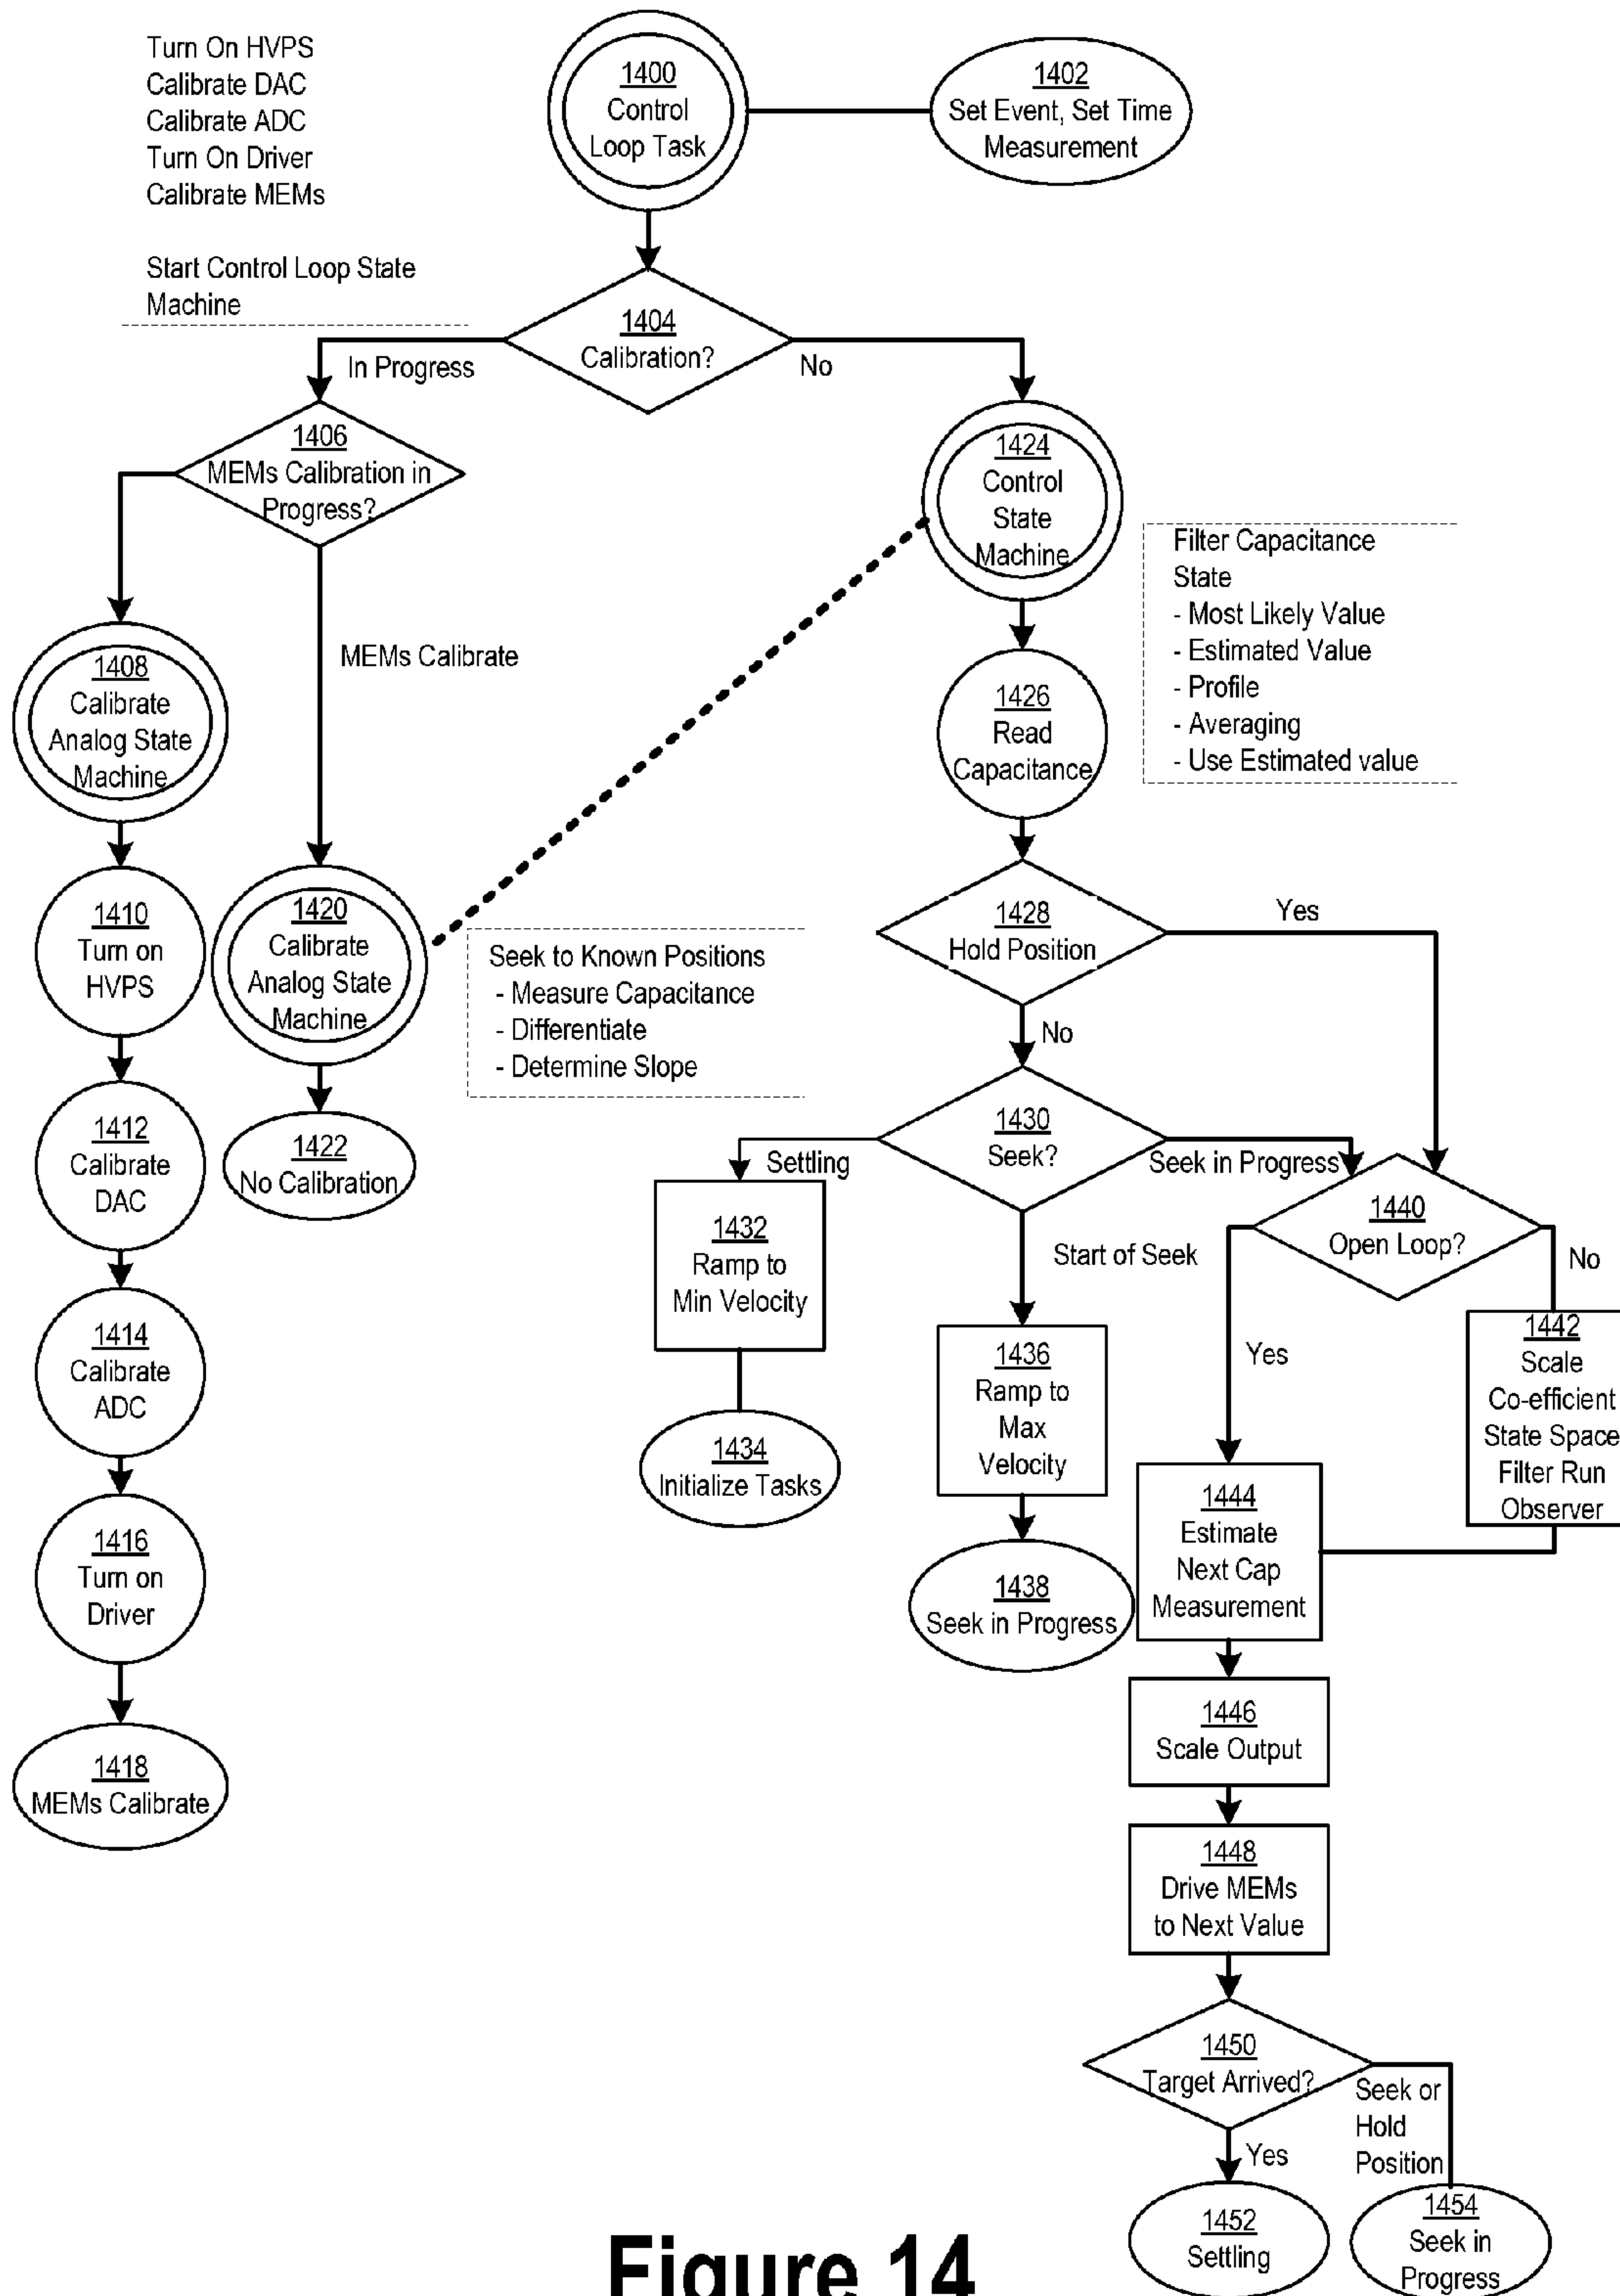 Turn On HVPS
Calibrate DAC
Calibrate ADC
Turn On Driver
Calibrate MEMs
Start Control Loop State
Machine
1400
Control
Loop Task
1402
Set Event, Set Time
Measurement
1404
Calibration?
In Progress
No
1406
MEMs Calibration in
Progress?
MEMs Calibrate
1408
Calibrate
Analog State
Machine
1410
Turn on
HVPS
1412
Calibrate
DAC
1414
Calibrate
ADC
1416
Turn on
Driver
1418
MEMs Calibrate
1420
Calibrate
Analog State
Machine
1422
No Calibration
Seek to Known Positions
- Measure Capacitance
- Differentiate
- Determine Slope
1424
Control
State
Machine
Filter Capacitance
State
- Most Likely Value
- Estimated Value
- Profile
- Averaging
- Use Estimated value
1426
Read
Capacitance
1428
Hold Position
Yes
No
1430
Seek?
Settling
Seek in Progress
Start of Seek
1432
Ramp to
Min Velocity
1434
Initialize Tasks
1436
Ramp to
Max
Velocity
1438
Seek in Progress
1440
Open Loop?
Yes
No
1442
Scale
Co-efficient
State Space
Filter Run
Observer
1444
Estimate
Next Cap
Measurement
1446
Scale Output
1448
Drive MEMs
to Next Value
1450
Target Arrived?
Yes
Seek or
Hold
Position
1452
Settling
1454
Seek in
Progress
Figure 14